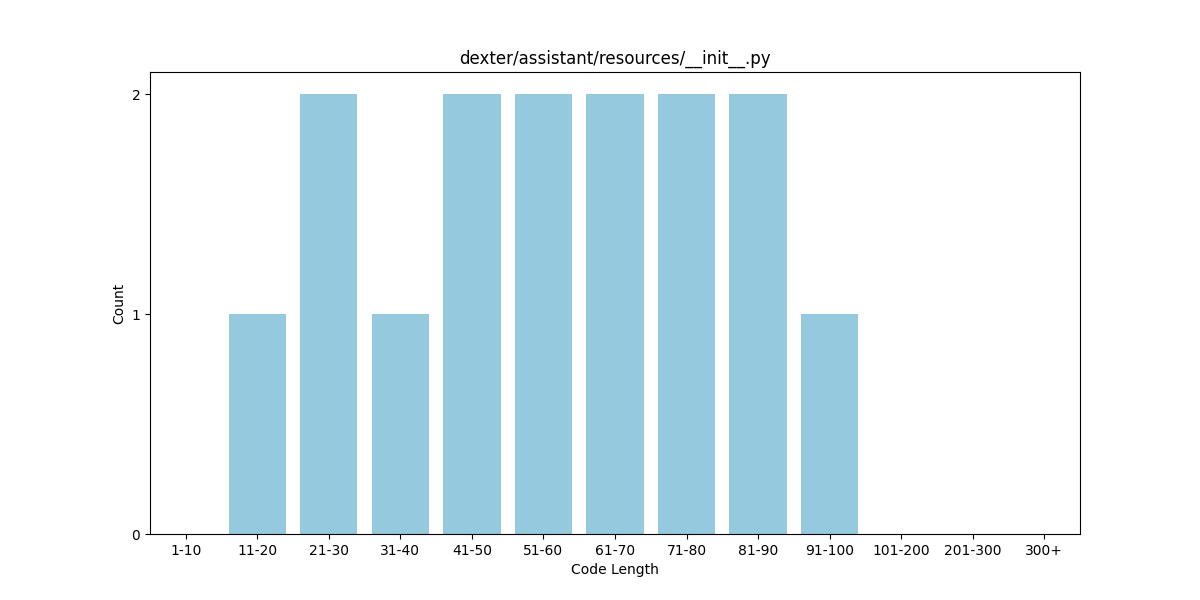 dexter/assistant/resources/__init__.py
2
1
0
Count
1-10 11-20 21-30 31-40 41-50 51-60 61-70 71-80 81-90 91-100 101-200 201-300 300+
Code Length